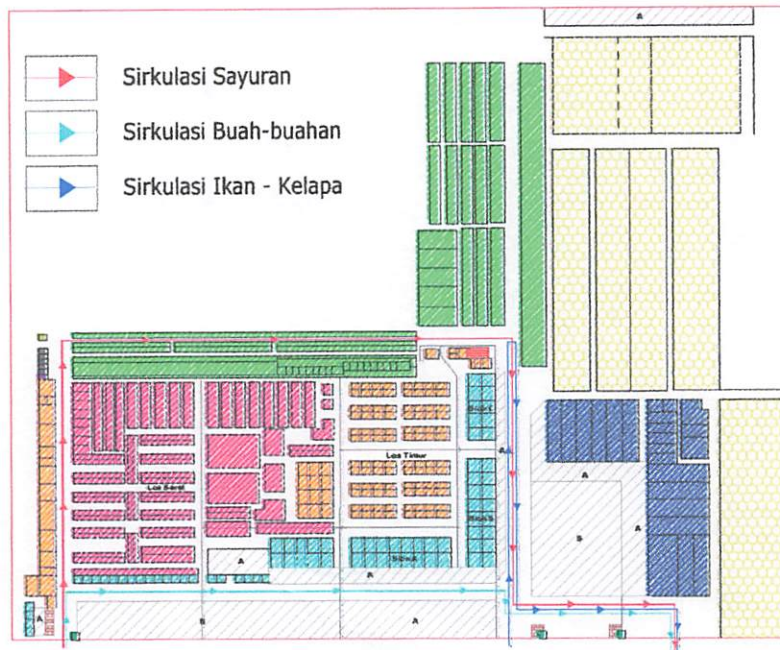 A
Sirkulasi Sayuran
Sirkulasi Buah-buahan
Sirkulasi Ikan - Kelapa
Los Timur
Los Barat
A
A
A
S
A
A
A
S
A
A